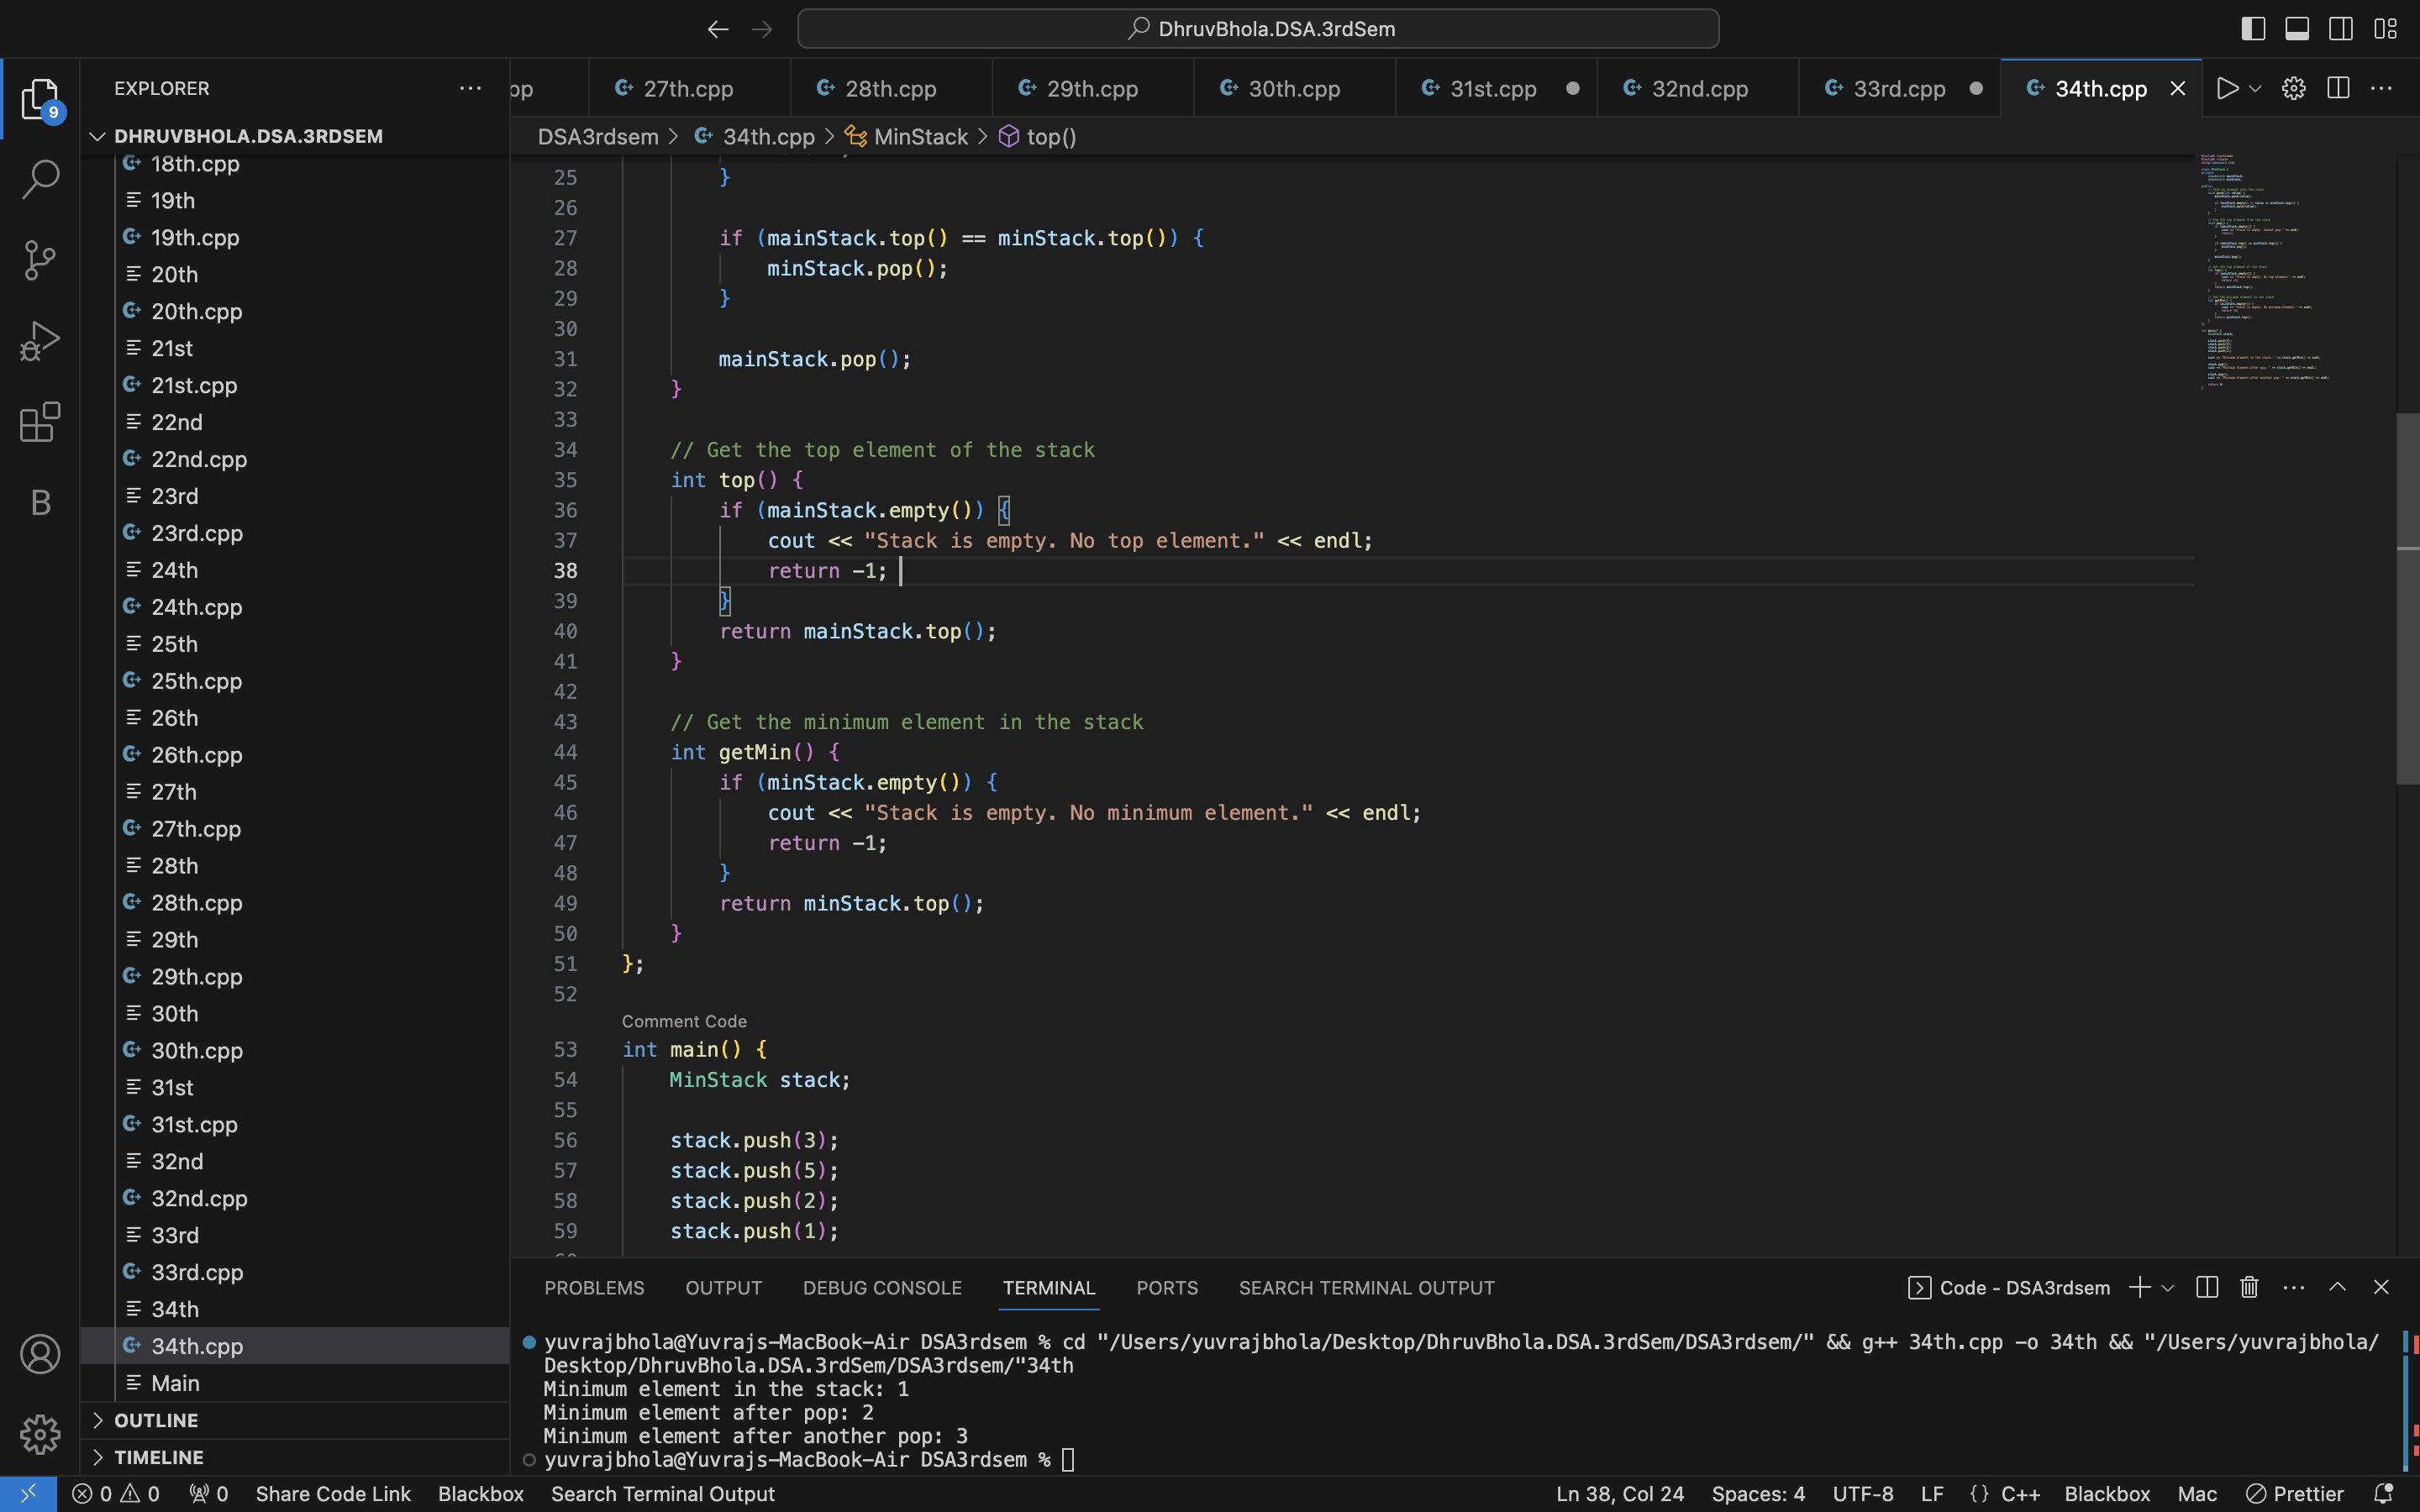 DhruvBhola.DSA.3rdSem
EXPLORER
9
DHRUVBHOLA.DSA.3RDSEM
18th.cpp
19th
19th.cpp
20th
20th.cpp
21st
21st.cpp
22nd
22nd.cpp
23rd
23rd.cpp
24th
24th.cpp
25th
25th.cpp
26th
26th.cpp
27th
27th.cpp
28th
28th.cpp
29th
29th.cpp
30th
30th.cpp
31st
31st.cpp
32nd
32nd.cpp
33rd
33rd.cpp
34th
34th.cpp
Main
OUTLINE
TIMELINE
B
pp 27th.cpp 28th.cpp 29th.cpp 30th.cpp 31st.cpp 32nd.cpp 33rd.cpp 34th.cpp
DSA3rdsem > 34th.cpp > MinStack > top()
25 }
26
27 if (mainStack.top() == minStack.top()) {
28 minStack.pop();
29 }
30
31 mainStack.pop();
32 }
33
34 // Get the top element of the stack
35 int top() {
36 if (mainStack.empty()) {
37 cout << "Stack is empty. No top element." << endl;
38 return -1;
39 }
40 return mainStack.top();
41 }
42
43 // Get the minimum element in the stack
44 int getMin() {
45 if (minStack.empty()) {
46 cout << "Stack is empty. No minimum element." << endl;
47 return -1;
48 }
49 return minStack.top();
50 }
51 };
52
Comment Code
53 int main() {
54 MinStack stack;
55
56 stack.push(3);
57 stack.push(5);
58 stack.push(2);
59 stack.push(1);
PROBLEMS OUTPUT DEBUG CONSOLE TERMINAL PORTS SEARCH TERMINAL OUTPUT Code - DSA3rdsem
yuvrajbhola@Yuvrajs-MacBook-Air DSA3rdsem % cd "/Users/yuvrajbhola/Desktop/DhruvBhola.DSA.3rdSem/DSA3rdsem/" && g++ 34th.cpp -o 34th && "/Users/yuvrajbhola/
Desktop/DhruvBhola.DSA.3rdSem/DSA3rdsem/"34th
Minimum element in the stack: 1
Minimum element after pop: 2
Minimum element after another pop: 3
yuvrajbhola@Yuvrajs-MacBook-Air DSA3rdsem %
0 0 0 Share Code Link Blackbox Search Terminal Output Ln 38, Col 24 Spaces: 4 UTF-8 LF {} C++ Blackbox Mac Prettier